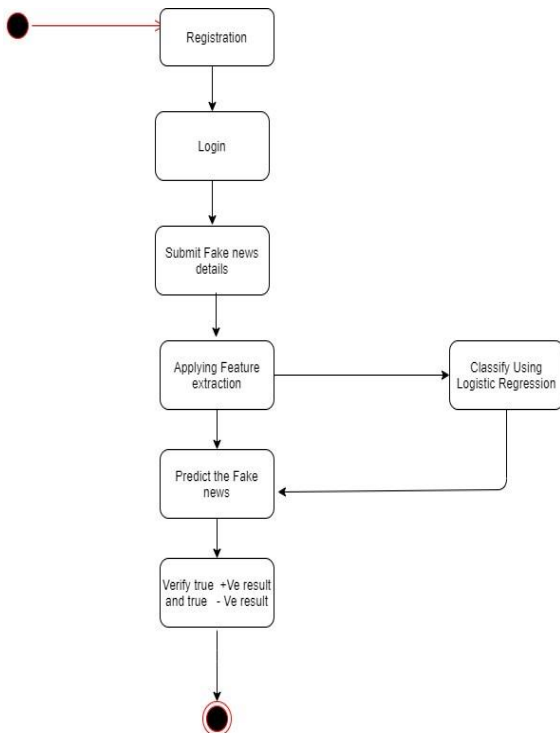 Registration
Login
Submit Fake news
details
Applying Feature
extraction
Classify Using
Logistic Regression
Predict the Fake
news
Verify true +Ve result
and true - Ve result